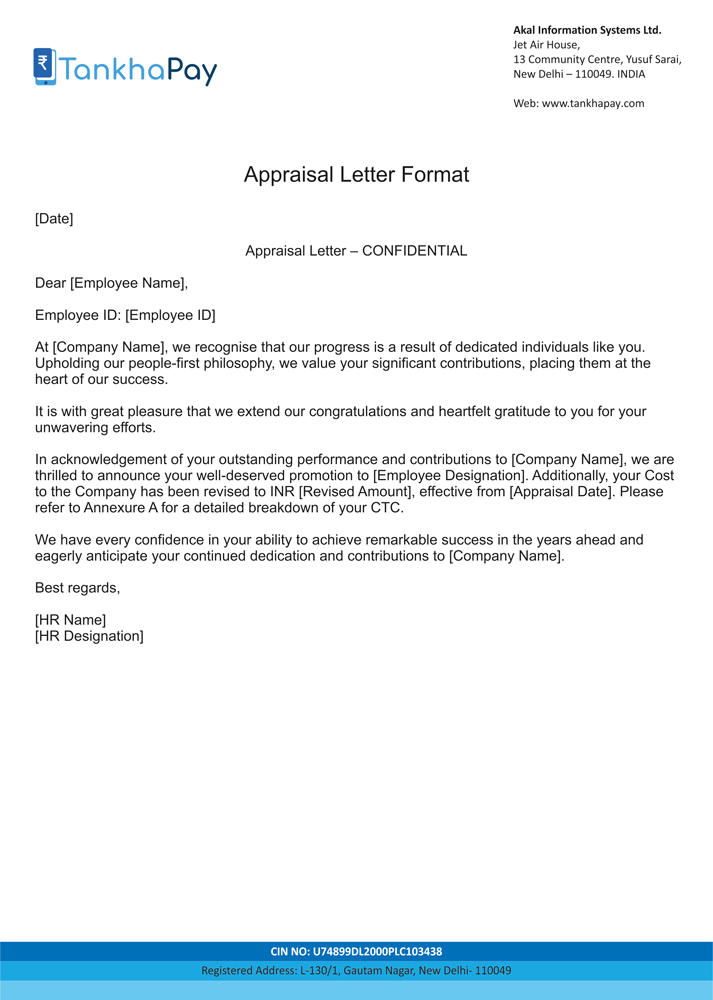 ₹
TankhaPay
Akal Information Systems Ltd.
Jet Air House,
13 Community Centre, Yusuf Sarai,
New Delhi – 110049. INDIA
Web: www.tankhapay.com
Appraisal Letter Format
[Date]
Appraisal Letter – CONFIDENTIAL
Dear [Employee Name],
Employee ID: [Employee ID]
At [Company Name], we recognise that our progress is a result of dedicated individuals like you.
Upholding our people-first philosophy, we value your significant contributions, placing them at the
heart of our success.
It is with great pleasure that we extend our congratulations and heartfelt gratitude to you for your
unwavering efforts.
In acknowledgement of your outstanding performance and contributions to [Company Name], we are
thrilled to announce your well-deserved promotion to [Employee Designation]. Additionally, your Cost
to the Company has been revised to INR [Revised Amount], effective from [Appraisal Date]. Please
refer to Annexure A for a detailed breakdown of your CTC.
We have every confidence in your ability to achieve remarkable success in the years ahead and
eagerly anticipate your continued dedication and contributions to [Company Name].
Best regards,
[HR Name]
[HR Designation]
CIN NO: U74899DL2000PLC103438
Registered Address: L-130/1, Gautam Nagar, New Delhi- 110049